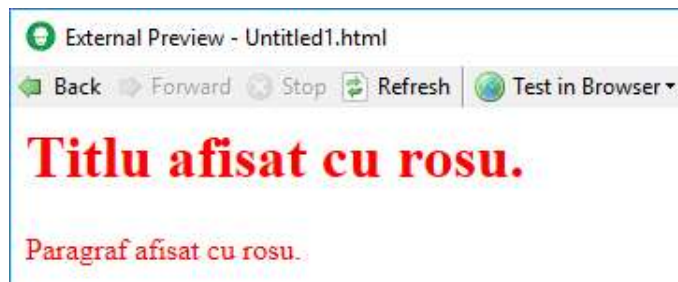 External Preview - Untitled1.html
Back Forward Stop Refresh Test in Browser
Titlu afisat cu rosu.
Paragraf afisat cu rosu.